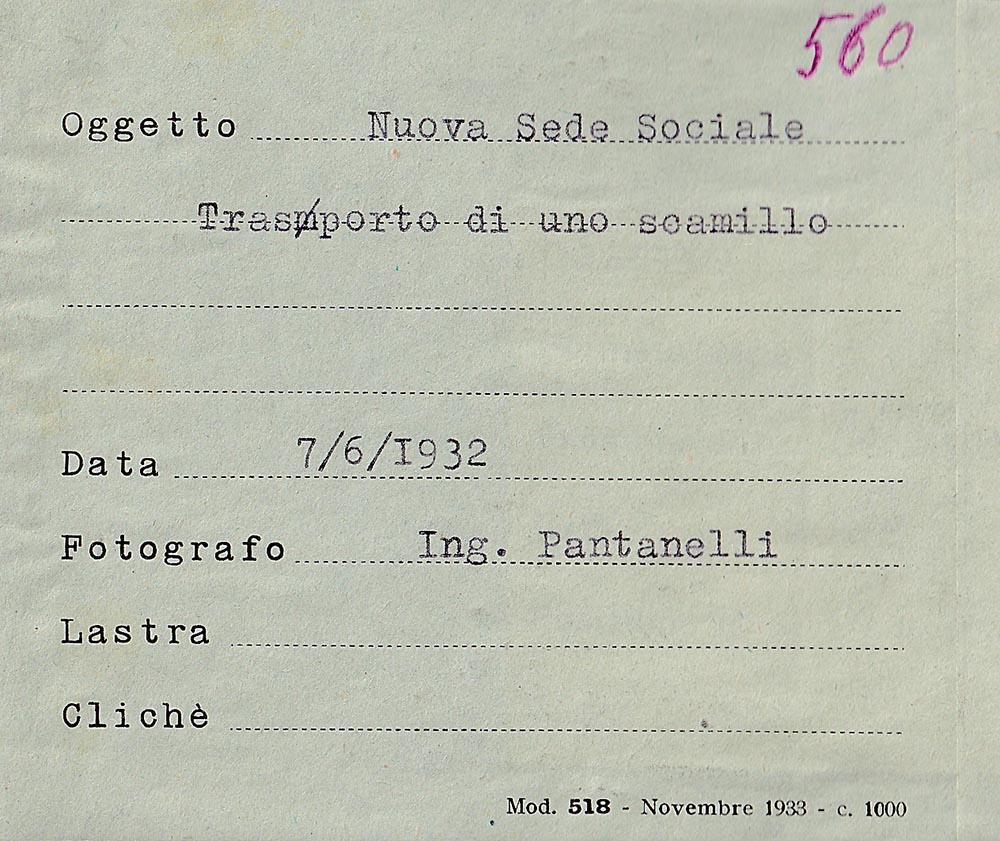 560
Oggetto Nuova Sede Sociale
Trasporto di uno scamillo
Data 7/6/I932
Fotografo Ing. Pantanelli
Lastra
Clichè
Mod. 518 - Novembre 1933 - c. 1000